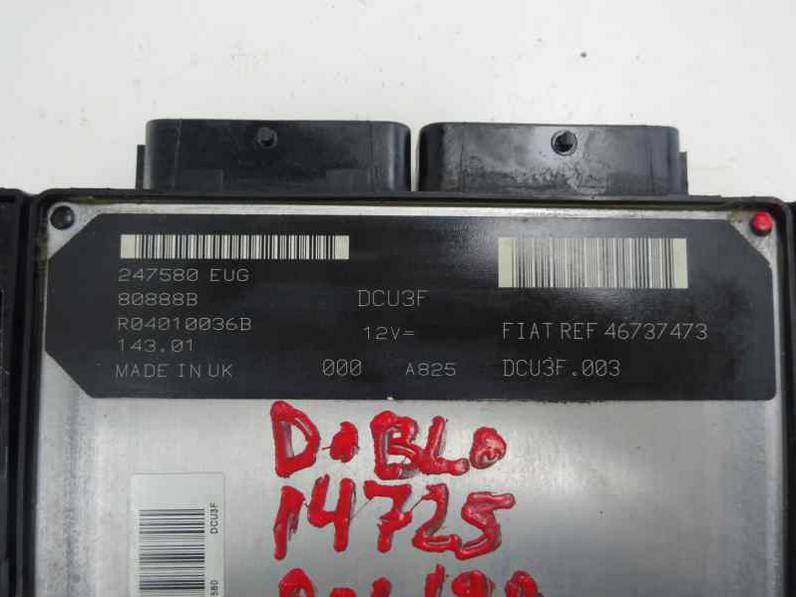 247580 EUG
80888B
R04010036B
143.01
MADE IN UK
DCU3F
12V=
000 A825
FIAT REF 46737473
DCU3F.003
DOBLO
14725
DCU3F